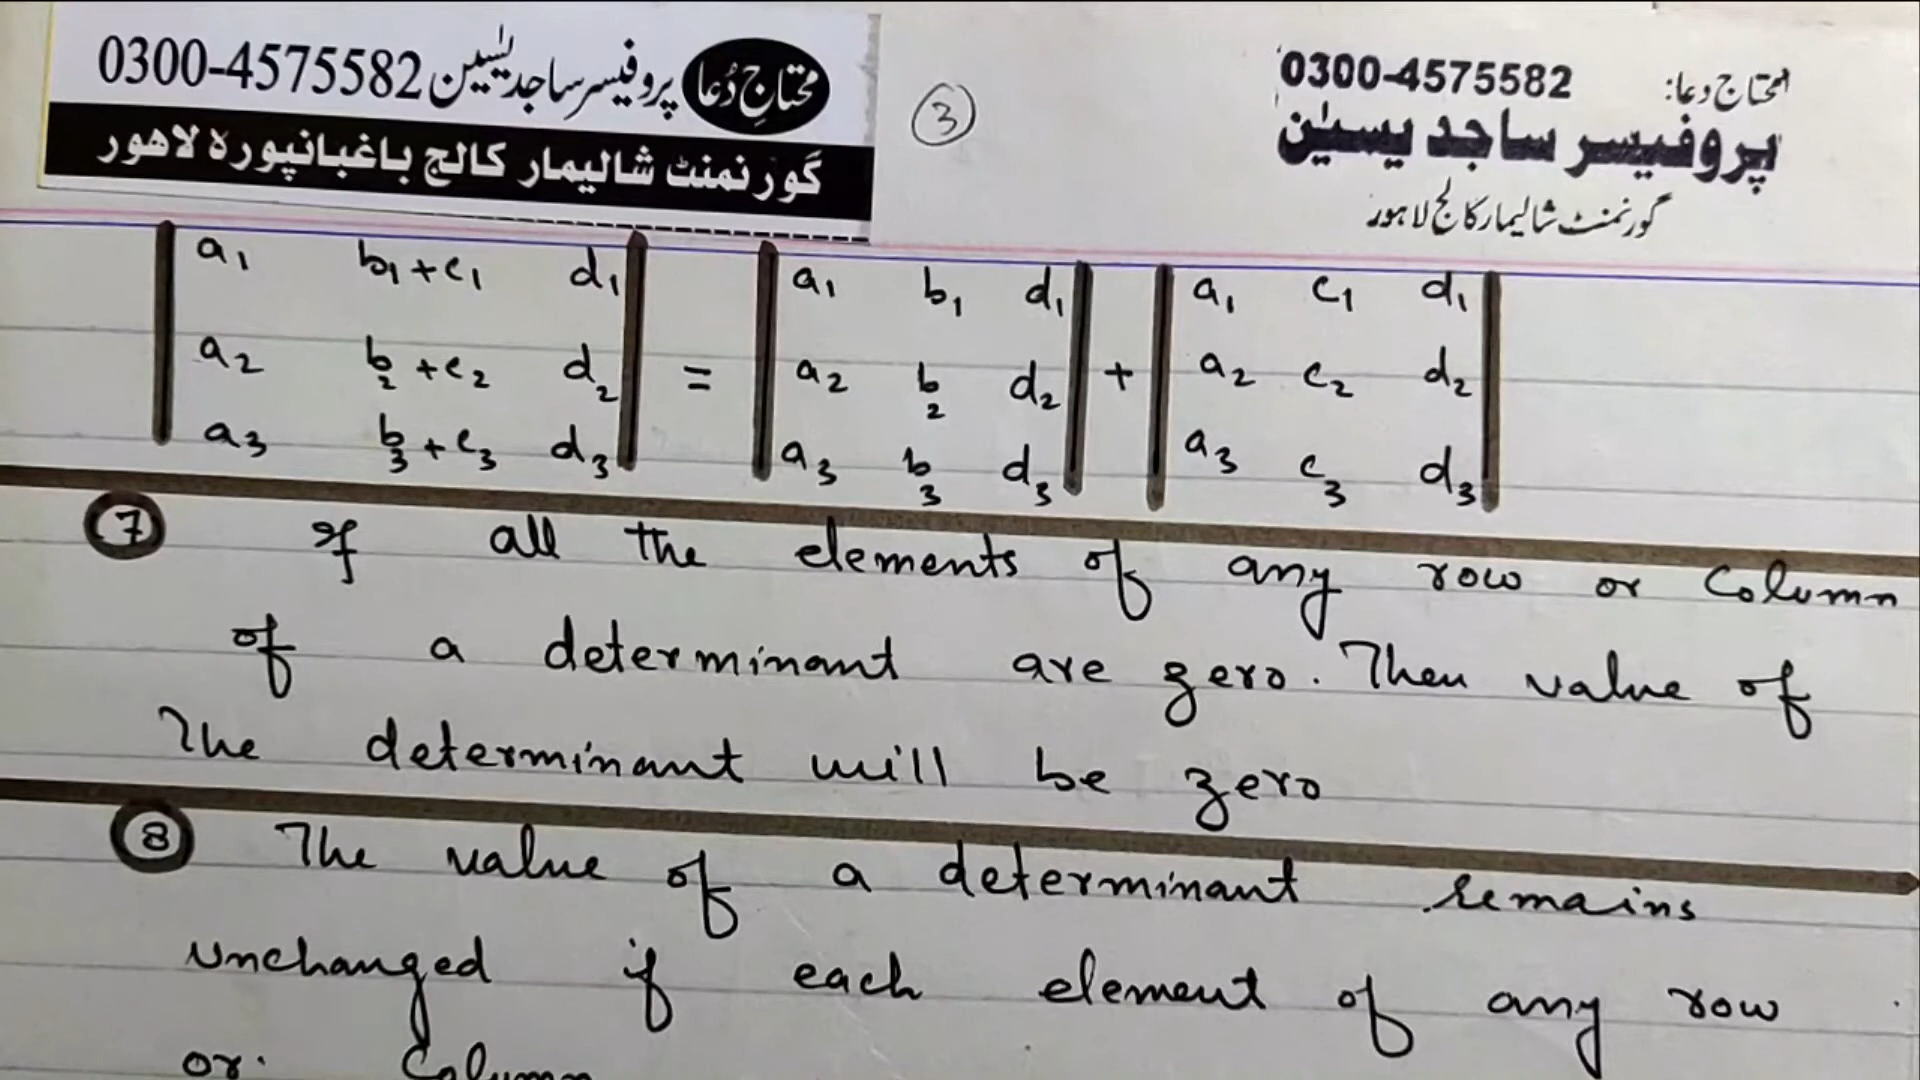 0300-4575582 پروفیسر ساجد یٰسین محتاجِ دُعا
گورنمنٹ شالیمار کالج باغبانپورہ لاہور
3
محتاج دعا: 0300-4575582
پروفیسر ساجد یٰسین
گورنمنٹ شالیمار کالج لاہور
| a₁ b₁+c₁ d₁ | | a₁ b₁ d₁ | | a₁ c₁ d₁ |
| a₂ b₂+c₂ d₂ | = | a₂ b₂ d₂ | + | a₂ c₂ d₂ |
| a₃ b₃+c₃ d₃ | | a₃ b₃ d₃ | | a₃ c₃ d₃ |
7 If all the elements of any row or Column
of a determinant are zero. Then value of
The determinant will be zero
8 The value of a determinant remains
unchanged if each element of any row
or. Column